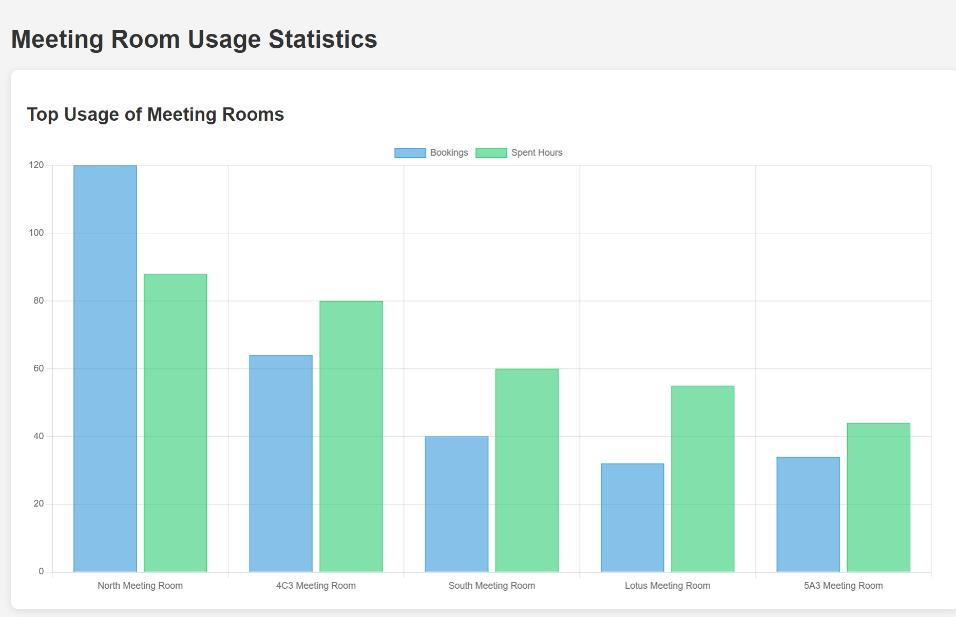 Meeting Room Usage Statistics
Top Usage of Meeting Rooms
Bookings Spent Hours
120
100
80
60
40
20
0
North Meeting Room 4C3 Meeting Room South Meeting Room Lotus Meeting Room 5A3 Meeting Room